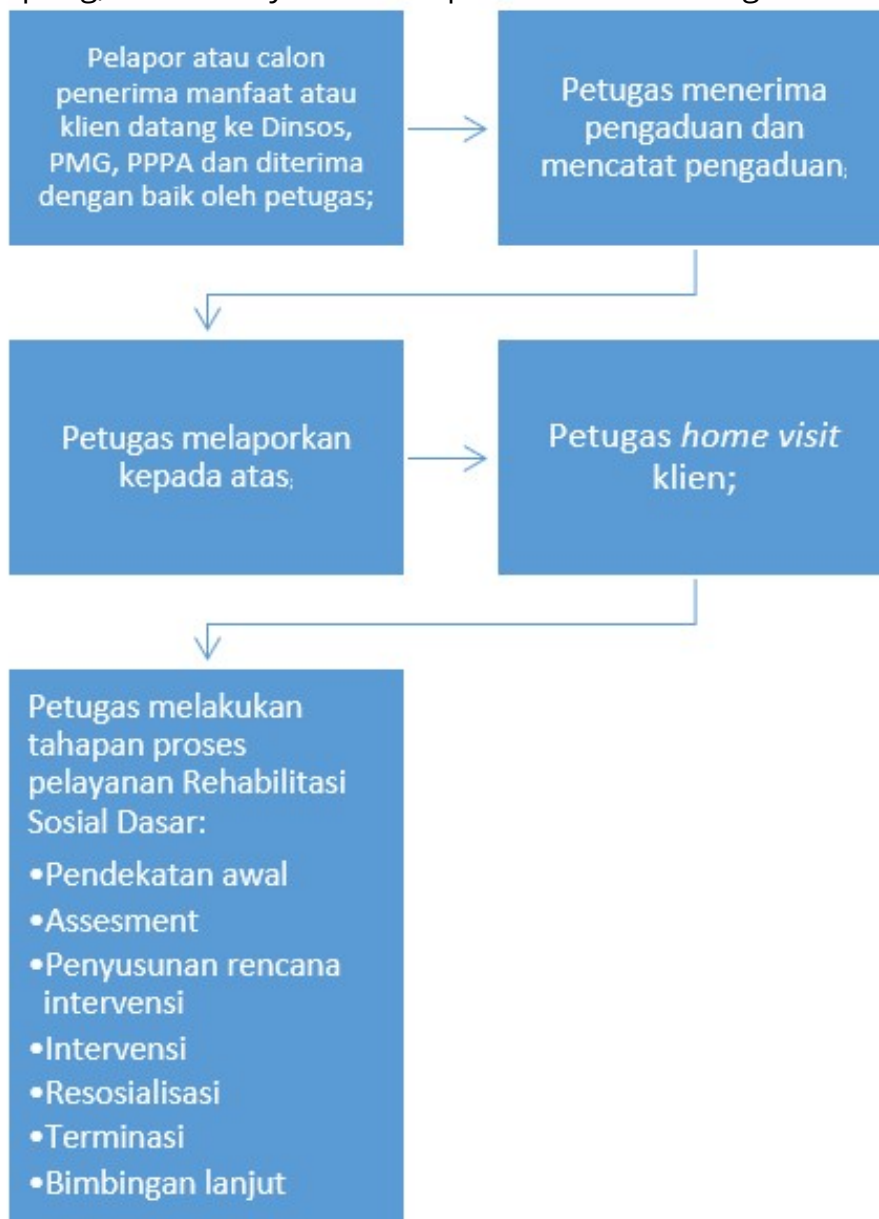 Pelapor atau calon
penerima manfaat atau
klien datang ke Dinsos,
PMG, PPPA dan diterima
dengan baik oleh petugas;
Petugas menerima
pengaduan dan
mencatat pengaduan;
Petugas melaporkan
kepada atas;
Petugas home visit
klien;
Petugas melakukan
tahapan proses
pelayanan Rehabilitasi
Sosial Dasar:
•Pendekatan awal
•Assesment
•Penyusunan rencana
intervensi
•Intervensi
•Resosialisasi
•Terminasi
•Bimbingan lanjut